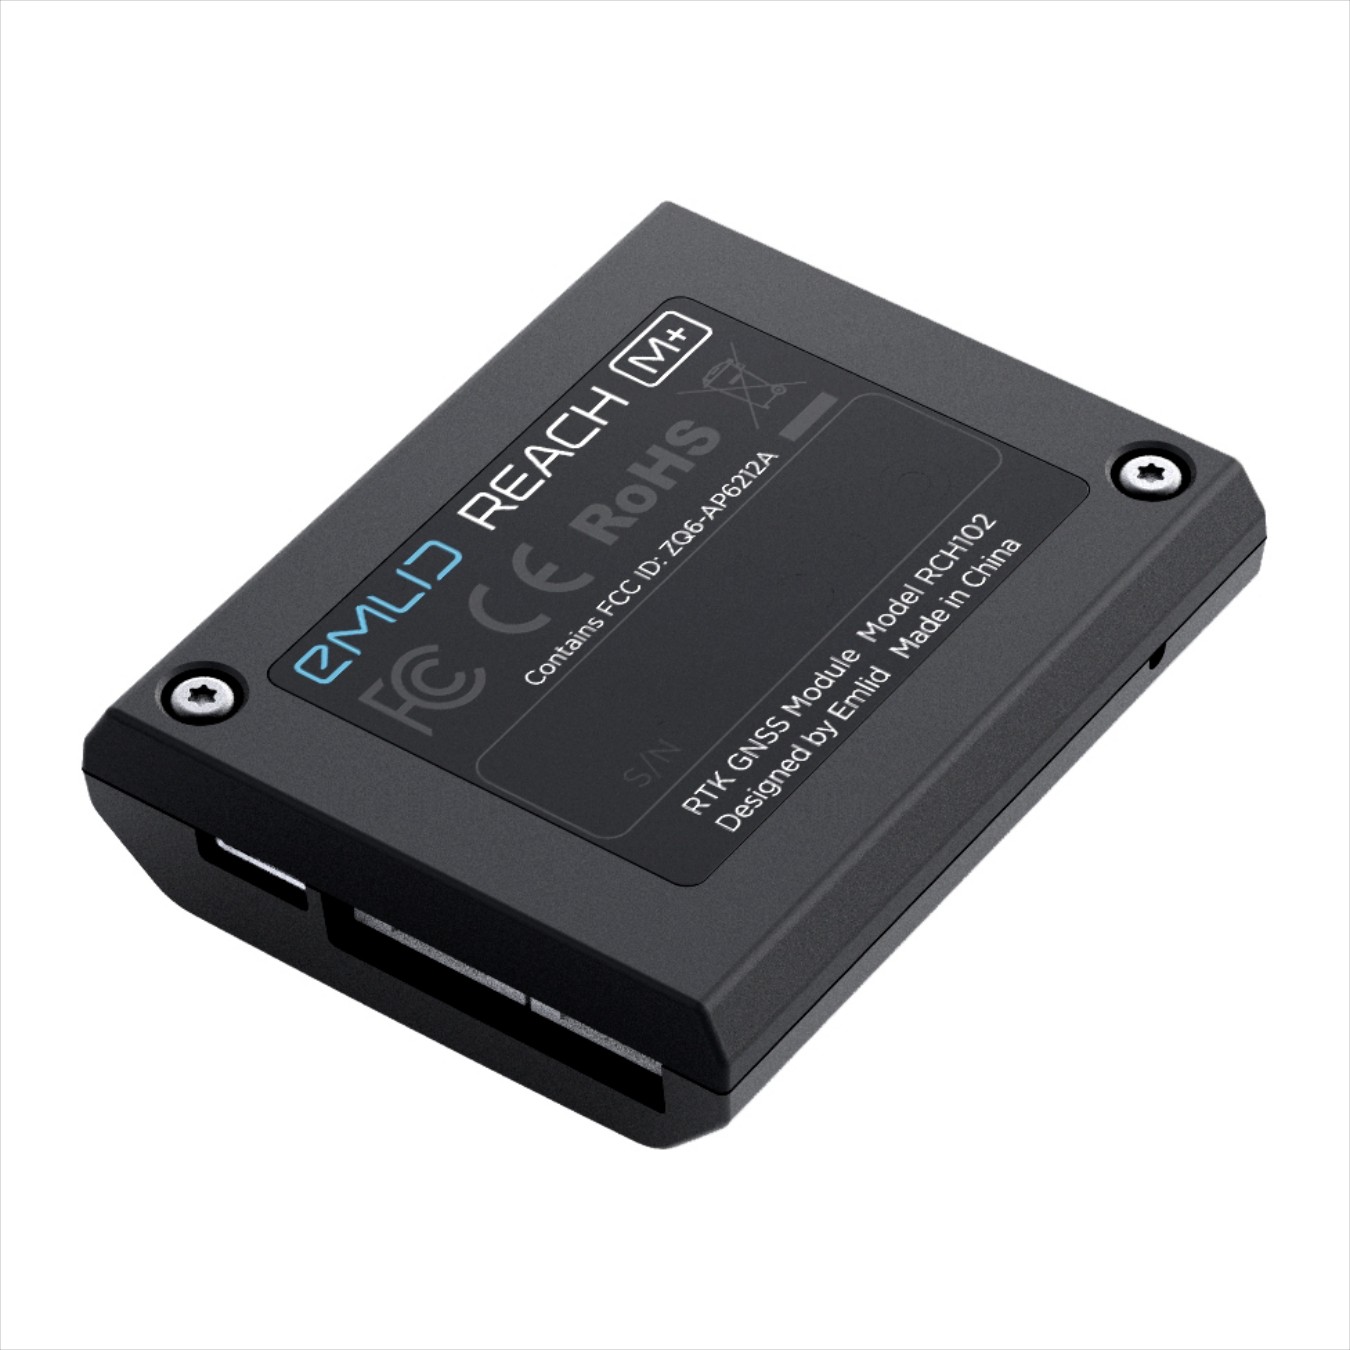 EMLID REACH M+
FC CE RoHS
Contains FCC ID: ZQ6-AP6212A
S/N
RTK GNSS Module Model RCH102
Designed by Emlid Made in China